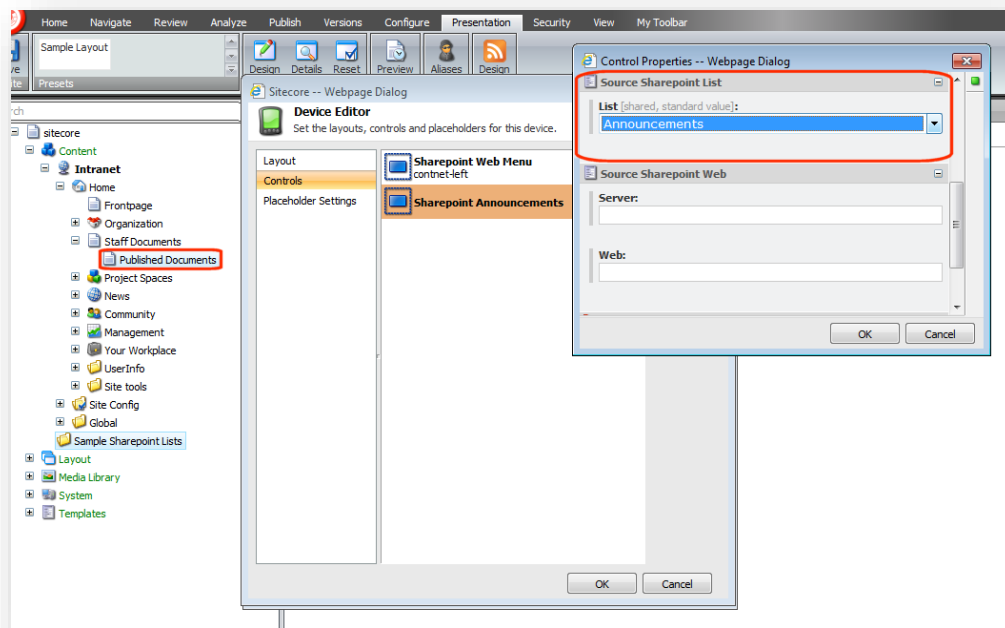 Home Navigate Review Analyze Publish Versions Configure Presentation Security View My Toolbar
Sample Layout
Design Details Reset Preview Aliases Design
Presets
sitecore
Content
Intranet
Home
Frontpage
Organization
Staff Documents
Published Documents
Project Spaces
News
Community
Management
Your Workplace
UserInfo
Site tools
Site Config
Global
Sample Sharepoint Lists
Layout
Media Library
System
Templates
Sitecore -- Webpage Dialog
Device Editor
Set the layouts, controls and placeholders for this device.
Layout
Controls
Placeholder Settings
Sharepoint Web Menu
contnet-left
Sharepoint Announcements
OK Cancel
Control Properties -- Webpage Dialog
Source Sharepoint List
List [shared, standard value]:
Announcements
Source Sharepoint Web
Server:
Web:
OK Cancel